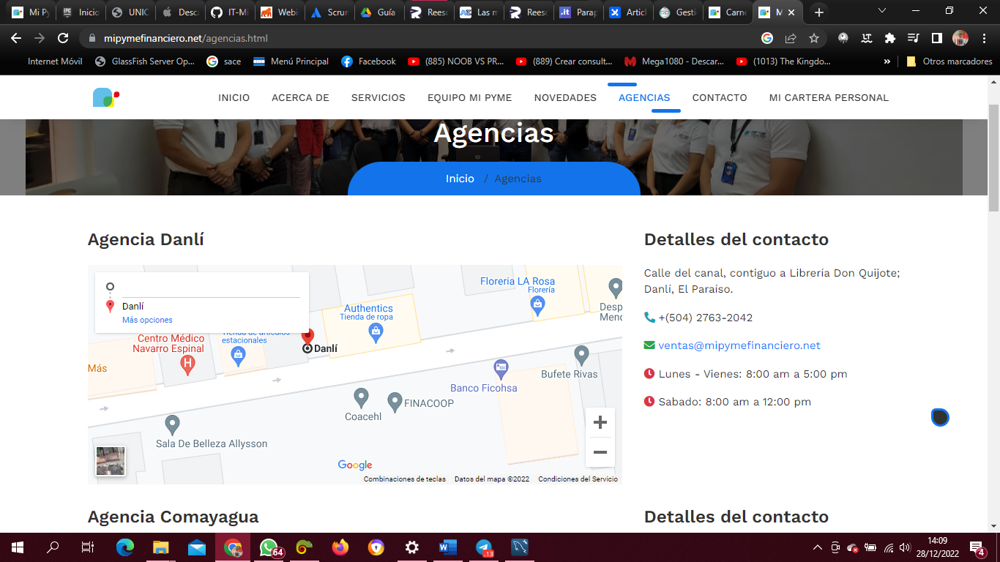 Mi Py
Inicio
UNIC
Desca
IT-Mi
Webi
Scrun
Guía
Reeso
Las m
Reeso
Parap
Articl
Gesti
Carne
M
mipymefinanciero.net/agencias.html
Internet Móvil
GlassFish Server Op...
sace
Menú Principal
Facebook
(885) NOOB VS PR...
(889) Crear consult...
Mega1080 - Descar...
(1013) The Kingdo...
»
Otros marcadores
INICIO
ACERCA DE
SERVICIOS
EQUIPO MI PYME
NOVEDADES
AGENCIAS
CONTACTO
MI CARTERA PERSONAL
Agencias
Inicio / Agencias
Agencia Danlí
Danlí
Más opciones
Floreria LA Rosa
Florería
Authentics
Tienda de ropa
Desp
Meno
Tienda de artículos
estacionales
Centro Médico
Navarro Espinal
Danlí
Más
Bufete Rivas
Banco Ficohsa
FINACOOP
Coacehl
Sala De Belleza Allysson
Google
Combinaciones de teclas
Datos del mapa ©2022
Condiciones del Servicio
Detalles del contacto
Calle del canal, contiguo a Librería Don Quijote;
Danlí, El Paraíso.
+(504) 2763-2042
ventas@mipymefinanciero.net
Lunes - Vienes: 8:00 am a 5:00 pm
Sabado: 8:00 am a 12:00 pm
Agencia Comayagua
Detalles del contacto
64
.13
14:09
28/12/2022
4